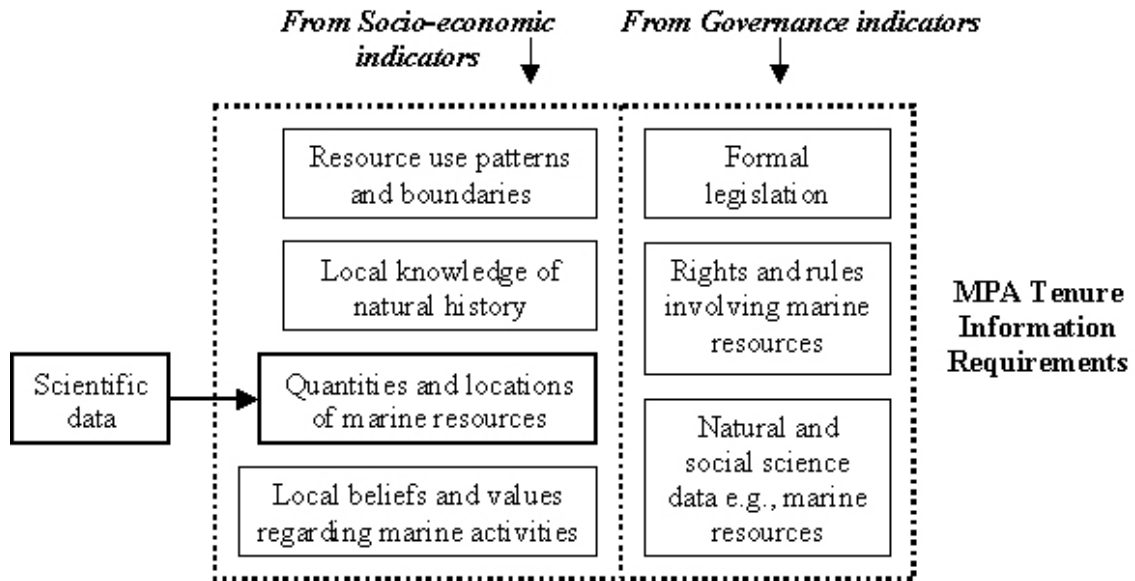 From Socio-economic
indicators
From Governance indicators
Resource use patterns
and boundaries
Formal
legislation
Local knowledge of
natural history
Rights and rules
involving marine
resources
MPA Tenure
Information
Requirements
Scientific
data
Quantities and locations
of marine resources
Natural and
social science
data e.g., marine
resources
Local beliefs and values
regarding marine activities